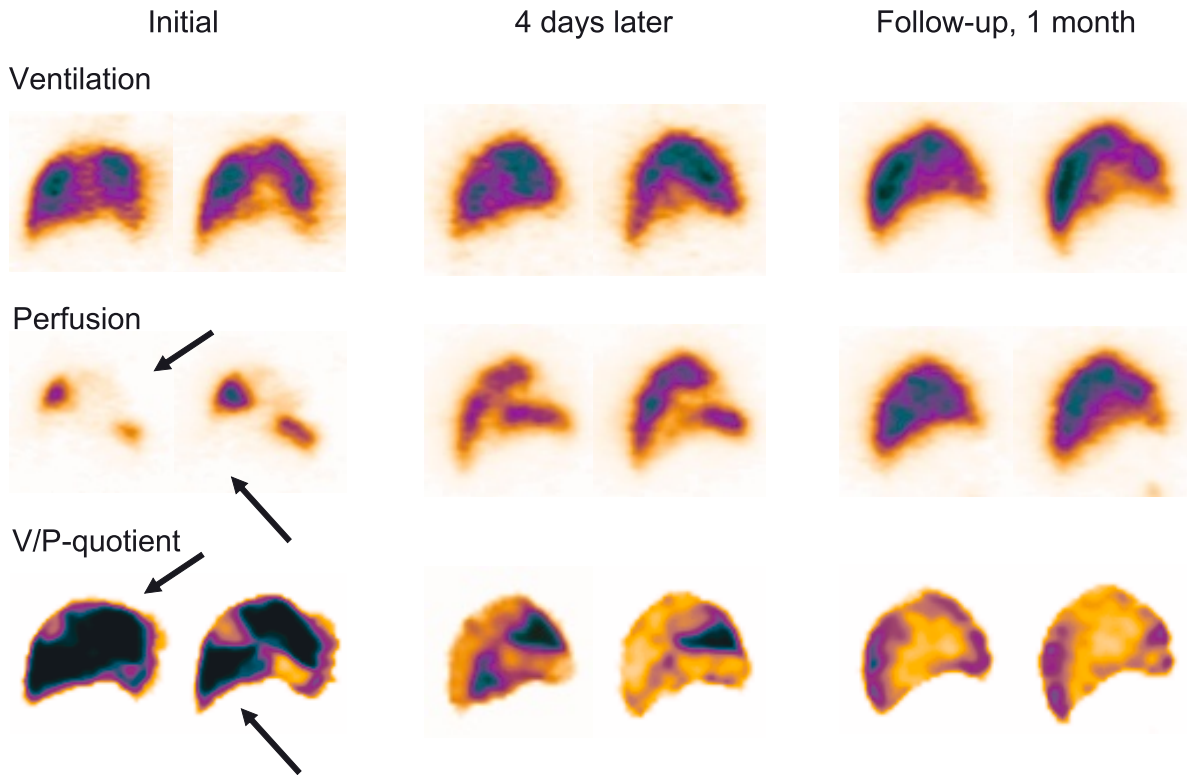 Initial
4 days later
Follow-up, 1 month
Ventilation
Perfusion
V/P-quotient